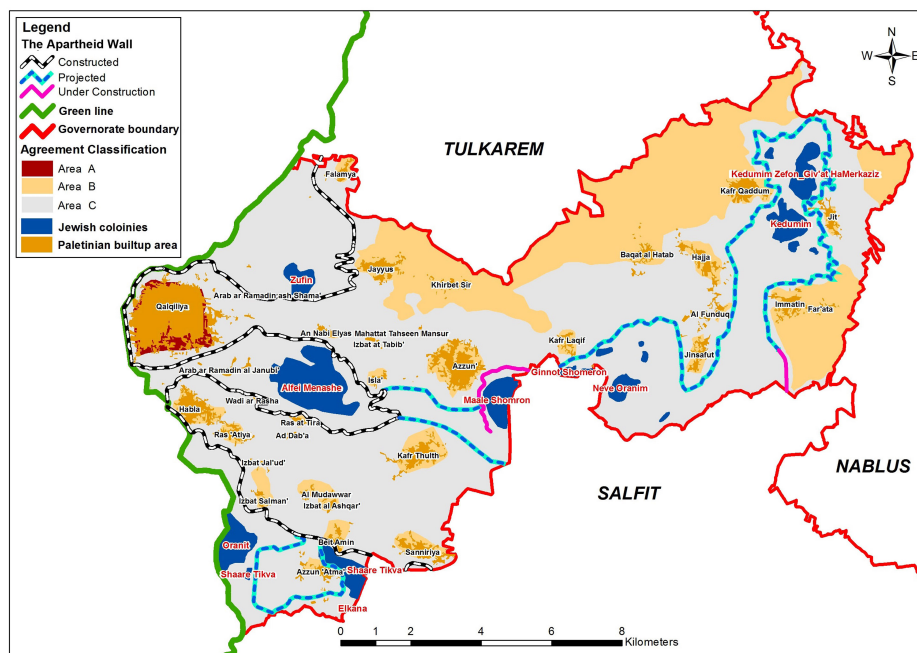 Legend
The Apartheid Wall
Constructed
Projected
Under Construction
Green line
Governorate boundary
Agreement Classification
Area A
Area B
Area C
Jewish coloinies
Paletinian builtup area
N
W E
S
TULKAREM
Falamya
Kedumim Zefon_Giv'at HaMerkaziz
Kafr Qaddum
Jit
Kedumim
Baqat al Hatab
Hajja
Jayyus
Zufin
Khirbet Sir
Arab ar Ramadin ash Shama'
Qalqiliya
Immatin
Far'ata
Al Funduq
An Nabi Elyas
Mahattat Tahseen Mansur
Izbat at Tabib'
Kafr Laqif
Jinsafut
Azzun'
Arab ar Ramadin al Janubi'
Isla'
Ginnot Shomeron
Alfei Menashe
Neve Oranim
Maale Shomron
Wadi ar Rasha
Habla
Ras at Tira
Ras 'Atiya
Ad Dab'a
Kafr Thulth
NABLUS
Izbat Jal'ud'
SALFIT
Al Mudawwar
Izbat al Ashqar'
Izbat Salman'
Beit Amin
Oranit
Sanniriya
Shaare Tikva
Azzun 'Atma'
Shaare Tikva
Elkana
0 1 2 4 6 8
Kilometers